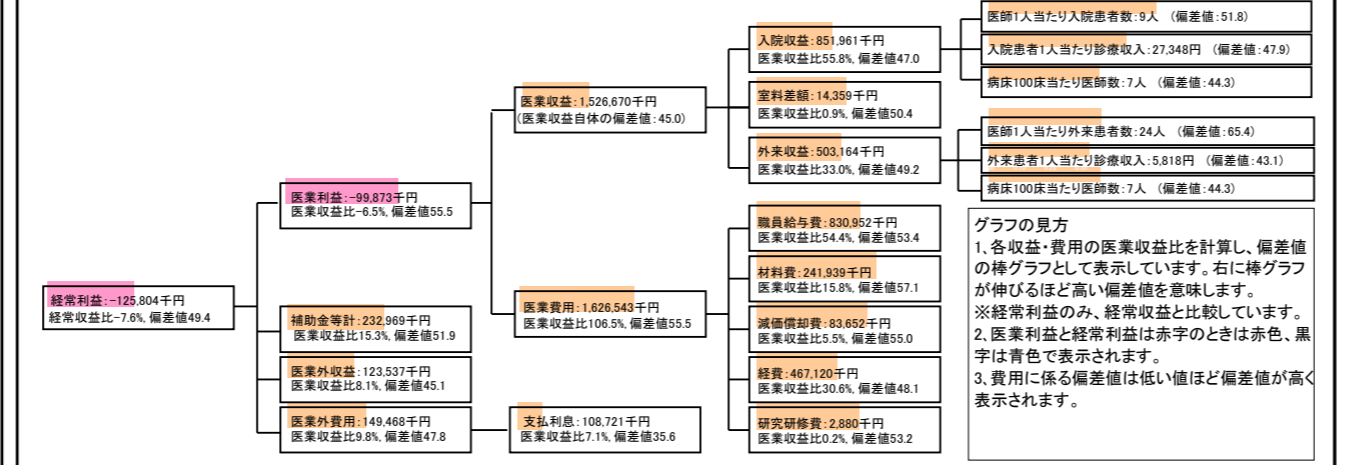 経常利益:-125,804千円
経常収益比-7.6%, 偏差値49.4
医業利益:-99,873千円
医業収益比-6.5%, 偏差値55.5
補助金等計:232,969千円
医業収益比15.3%, 偏差値51.9
医業外収益:123,537千円
医業収益比8.1%, 偏差値45.1
医業外費用:149,468千円
医業収益比9.8%, 偏差値47.8
医業収益:1,526,670千円
(医業収益自体の偏差値:45.0)
医業費用:1,626,543千円
医業収益比106.5%, 偏差値55.5
支払利息:108,721千円
医業収益比7.1%, 偏差値35.6
入院収益:851,961千円
医業収益比55.8%, 偏差値47.0
室料差額:14,359千円
医業収益比0.9%, 偏差値50.4
外来収益:503,164千円
医業収益比33.0%, 偏差値49.2
職員給与費:830,952千円
医業収益比54.4%, 偏差値53.4
材料費:241,939千円
医業収益比15.8%, 偏差値57.1
減価償却費:83,652千円
医業収益比5.5%, 偏差値55.0
経費:467,120千円
医業収益比30.6%, 偏差値48.1
研究研修費:2,880千円
医業収益比0.2%, 偏差値53.2
医師1人当たり入院患者数:9人 (偏差値:51.8)
入院患者1人当たり診療収入:27,348円 (偏差値:47.9)
病床100床当たり医師数:7人 (偏差値:44.3)
医師1人当たり外来患者数:24人 (偏差値:65.4)
外来患者1人当たり診療収入:5,818円 (偏差値:43.1)
病床100床当たり医師数:7人 (偏差値:44.3)
グラフの見方
1、各収益・費用の医業収益比を計算し、偏差値
の棒グラフとして表示しています。右に棒グラフ
が伸びるほど高い偏差値を意味します。
※経常利益のみ、経常収益と比較しています。
2、医業利益と経常利益は赤字のときは赤色、黒
字は青色で表示されます。
3、費用に係る偏差値は低い値ほど偏差値が高く
表示されます。